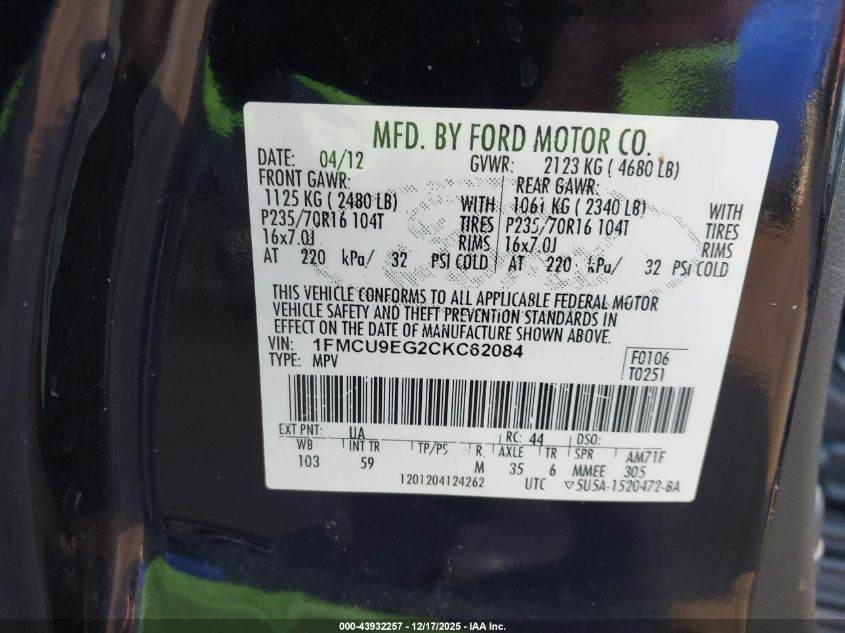 MFD. BY FORD MOTOR CO.
DATE: 04/12 GVWR: 2123 KG ( 4680 LB)
FRONT GAWR: REAR GAWR:
1125 KG ( 2480 LB) WITH 1061 KG ( 2340 LB) WITH
P235/70R16 104T TIRES P235/70R16 104T TIRES
16x7.0J RIMS 16x7.0J RIMS
AT 220 kPa/ 32 PSI COLD AT 220 kPa/ 32 PSI COLD
THIS VEHICLE CONFORMS TO ALL APPLICABLE FEDERAL MOTOR
VEHICLE SAFETY AND THEFT PREVENTION STANDARDS IN
EFFECT ON THE DATE OF MANUFACTURE SHOWN ABOVE.
VIN: 1FMCU9EG2CKC62084 F0106
TYPE: MPV T0251
EXT PNT: UA RC: 44 DSO:
WB INT TR TP/PS R AXLE TR SPR AM71F
103 59 M 35 6 MMEE 305
1201204124262 UTC ▽5U5A-1520472-BA
000-43932257 - 12/17/2025 - IAA Inc.